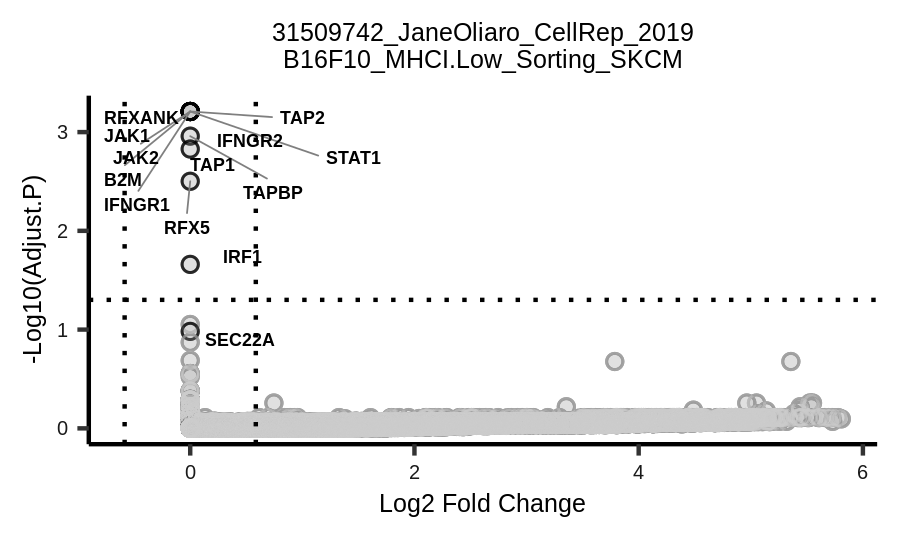 31509742_JaneOliaro_CellRep_2019
B16F10_MHCI.Low_Sorting_SKCM
-Log10(Adjust.P)
3
2
1
0
RFXANK
TAP2
JAK1
IFNGR2
JAK2
STAT1
TAP1
B2M
TAPBP
IFNGR1
RFX5
IRF1
SEC22A
0
2
4
6
Log2 Fold Change